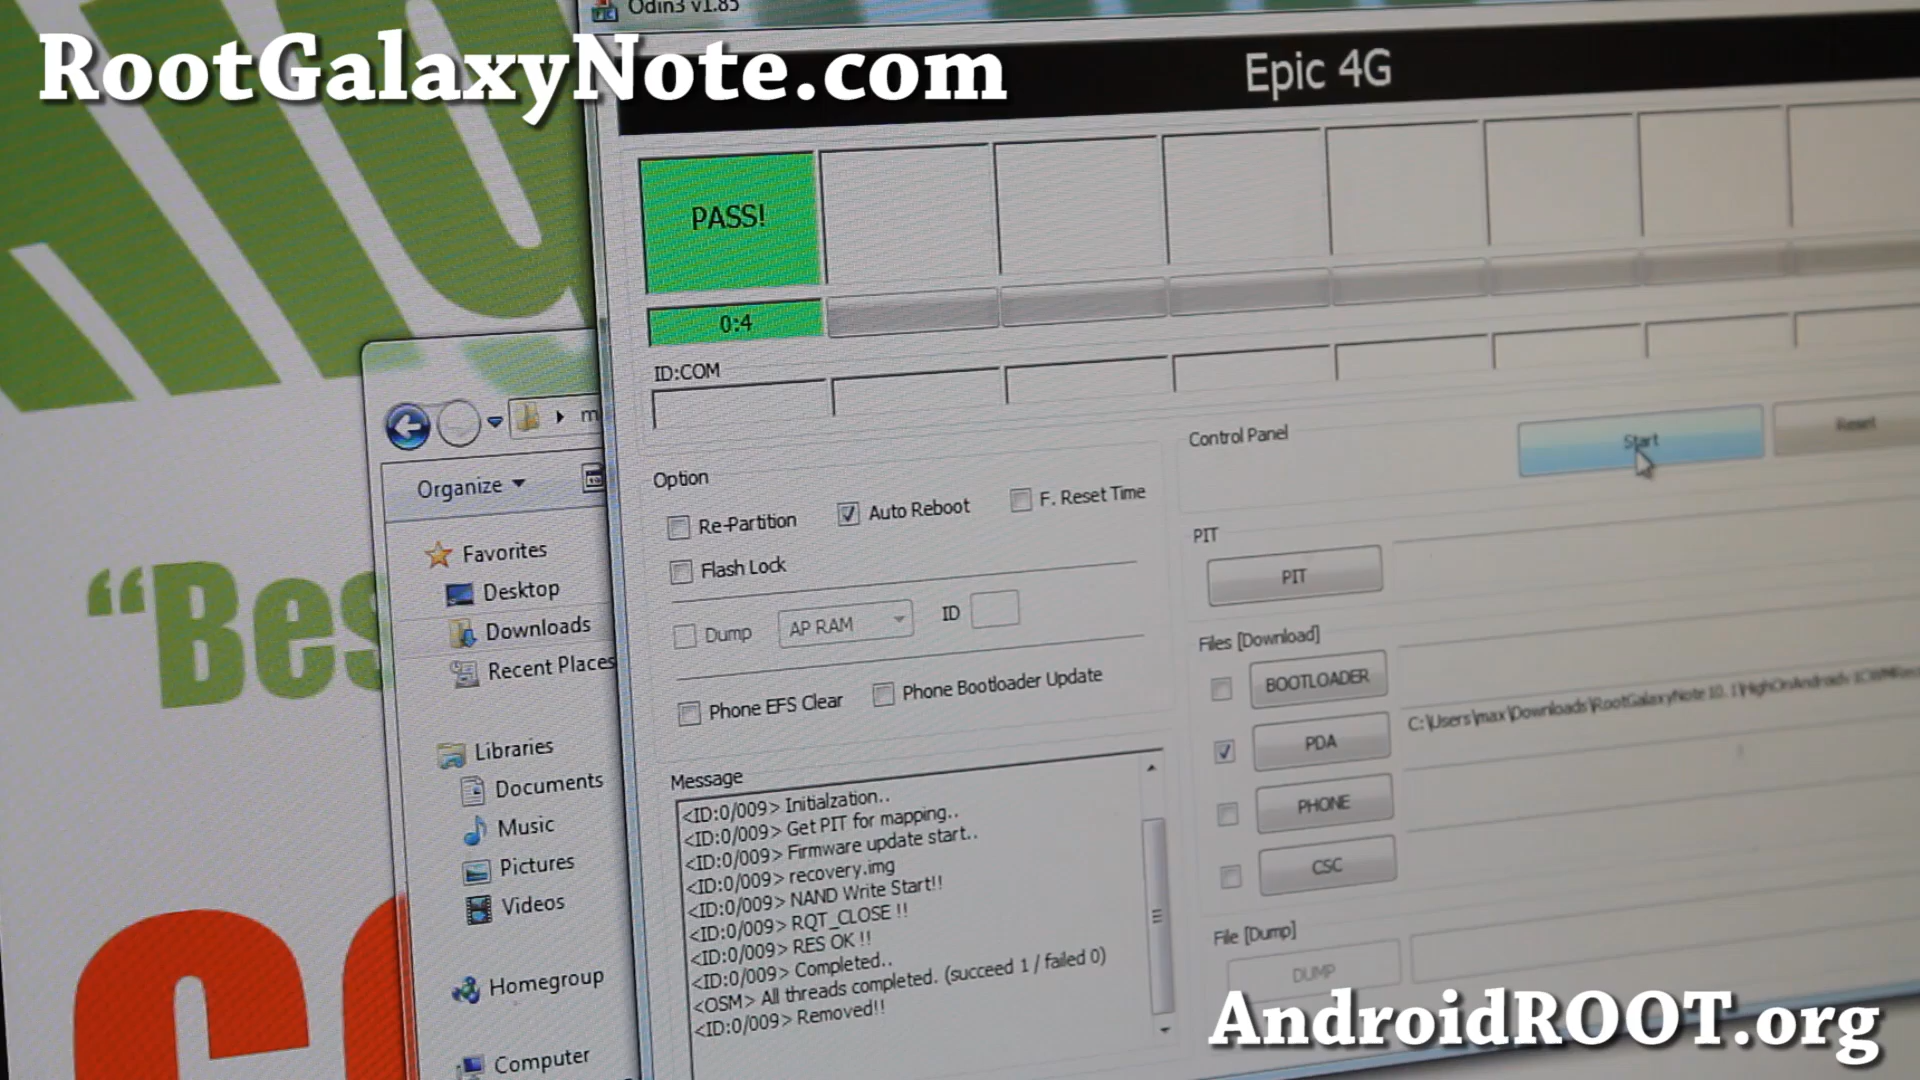 Odin3 v1.85
RootGalaxyNote.com
Epic 4G
PASS!
0:4
ID:COM
Control Panel
Start
Reset
Option
Re-Partition
Auto Reboot
F. Reset Time
Flash Lock
Dump
AP RAM
ID
Phone EFS Clear
Phone Bootloader Update
PIT
PIT
Files [Download]
BOOTLOADER
PDA
PHONE
CSC
File [Dump]
DUMP
Message
<ID:0/009> Initialzation..
<ID:0/009> Get PIT for mapping..
<ID:0/009> Firmware update start..
<ID:0/009> recovery.img
<ID:0/009> NAND Write Start!!
<ID:0/009> RQT_CLOSE !!
<ID:0/009> RES OK !!
<ID:0/009> Completed..
<OSM> All threads completed. (succeed 1 / failed 0)
<ID:0/009> Removed!!
Organize
Favorites
Desktop
Downloads
Recent Places
Libraries
Documents
Music
Pictures
Videos
Homegroup
Computer
“Bes
AndroidROOT.org